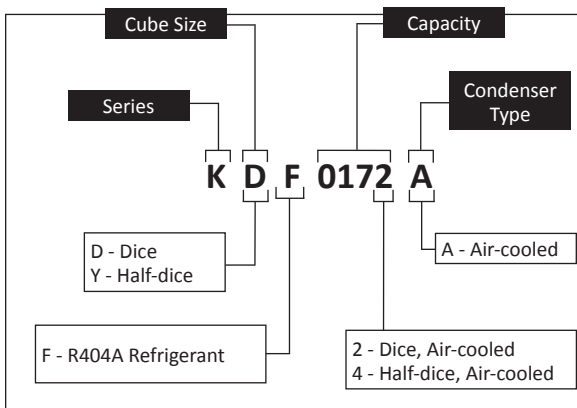 Cube Size
Capacity
Series
Condenser
Type
K D F 0172 A
D - Dice
Y - Half-dice
A - Air-cooled
F - R404A Refrigerant
2 - Dice, Air-cooled
4 - Half-dice, Air-cooled